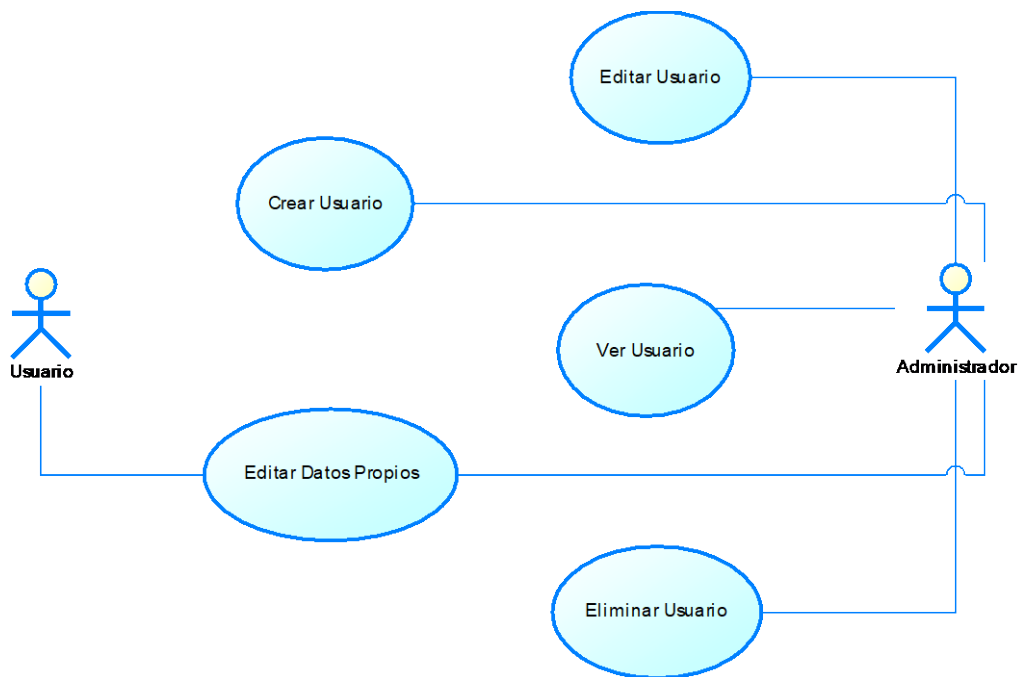 Editar Usuario
Crear Usuario
Ver Usuario
Administrador
Usuario
Editar Datos Propios
Eliminar Usuario